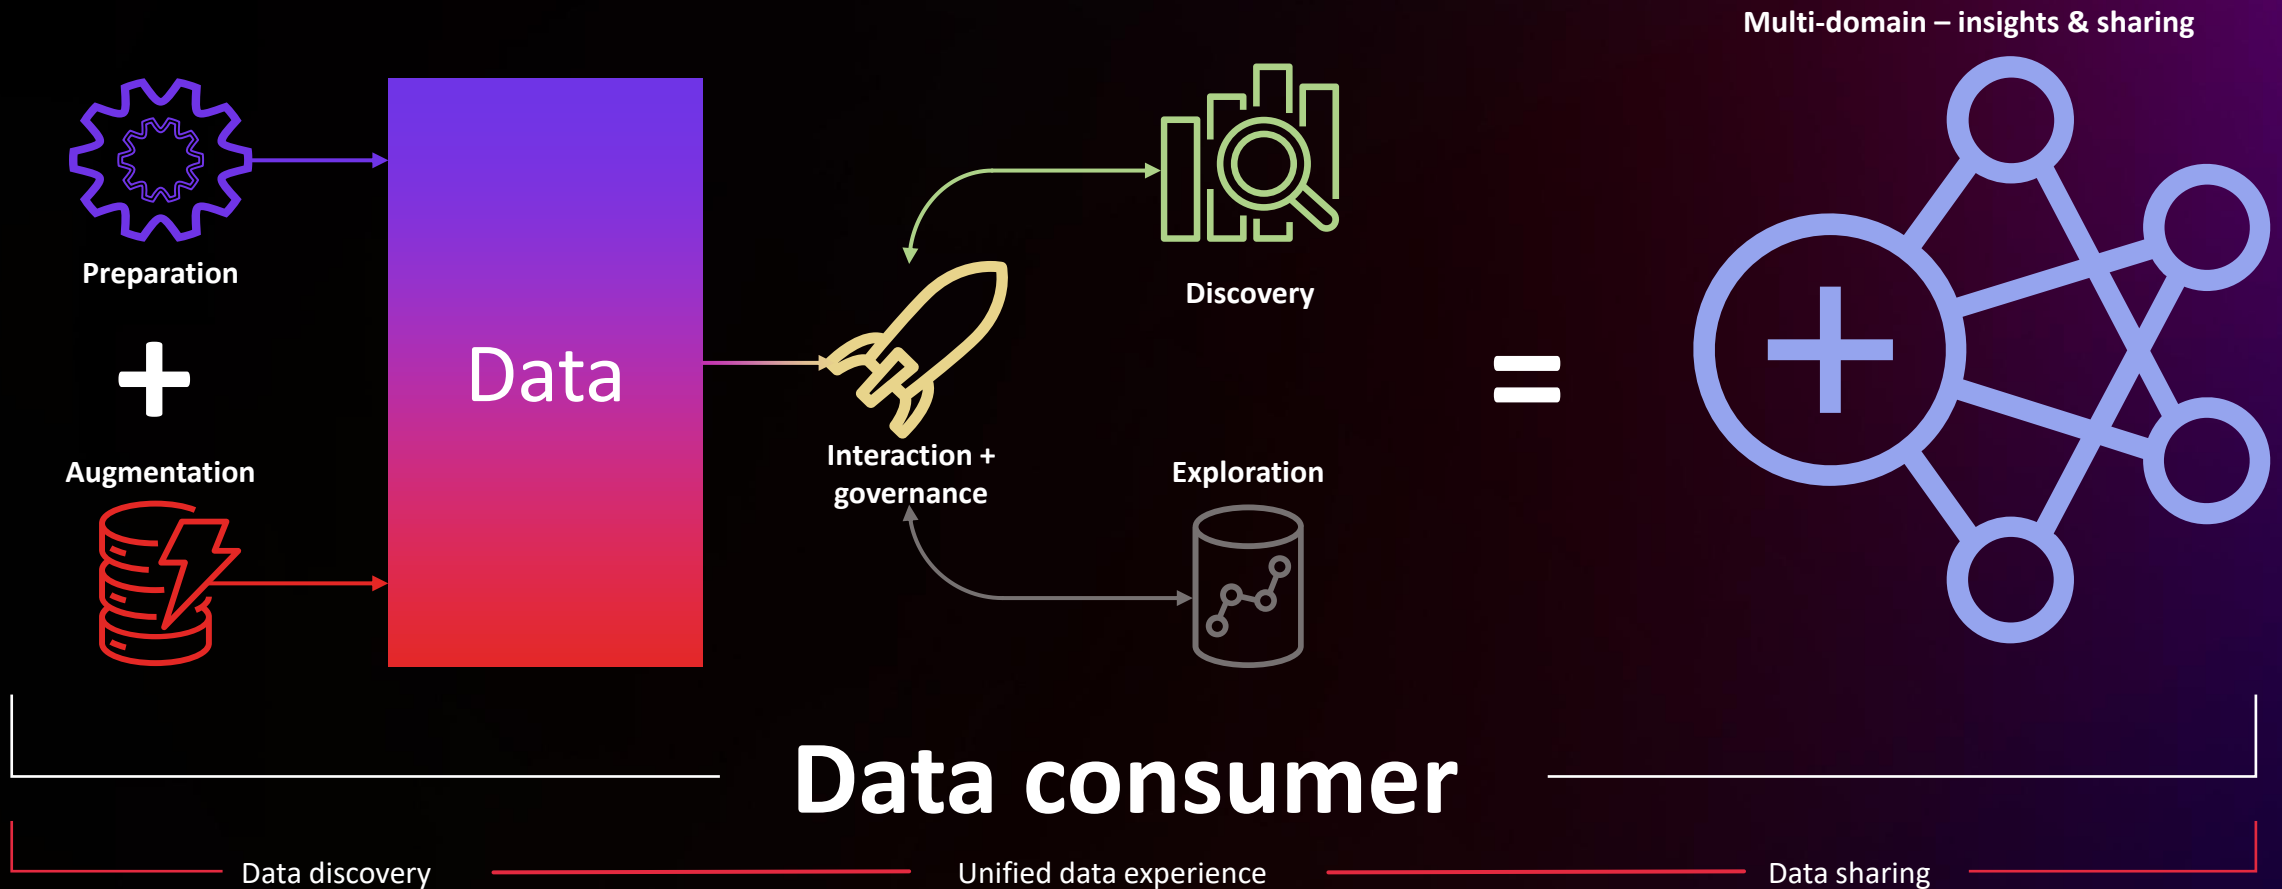 Multi-domain – insights & sharing
Preparation
+
Augmentation
Data
Interaction +
governance
Discovery
Exploration
=
+
Data consumer
Data discovery
Unified data experience
Data sharing